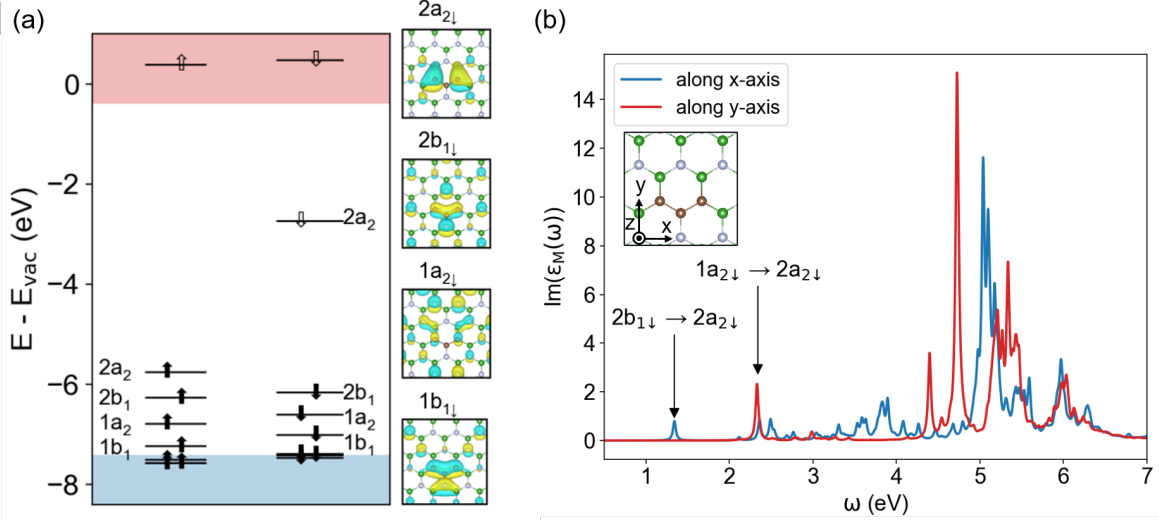 (a)
E - E_vac (eV)
0
−2
−4
−6
−8
2a₂
2b₁
1a₂
1b₁
2a₂
2b₁
1a₂
1b₁
2a₂↓
2b₁↓
1a₂↓
1b₁↓
(b)
Im(ε_M(ω))
14
12
10
8
6
4
2
0
along x-axis
along y-axis
y
z
x
1a₂↓ → 2a₂↓
2b₁↓ → 2a₂↓
1 2 3 4 5 6 7
ω (eV)